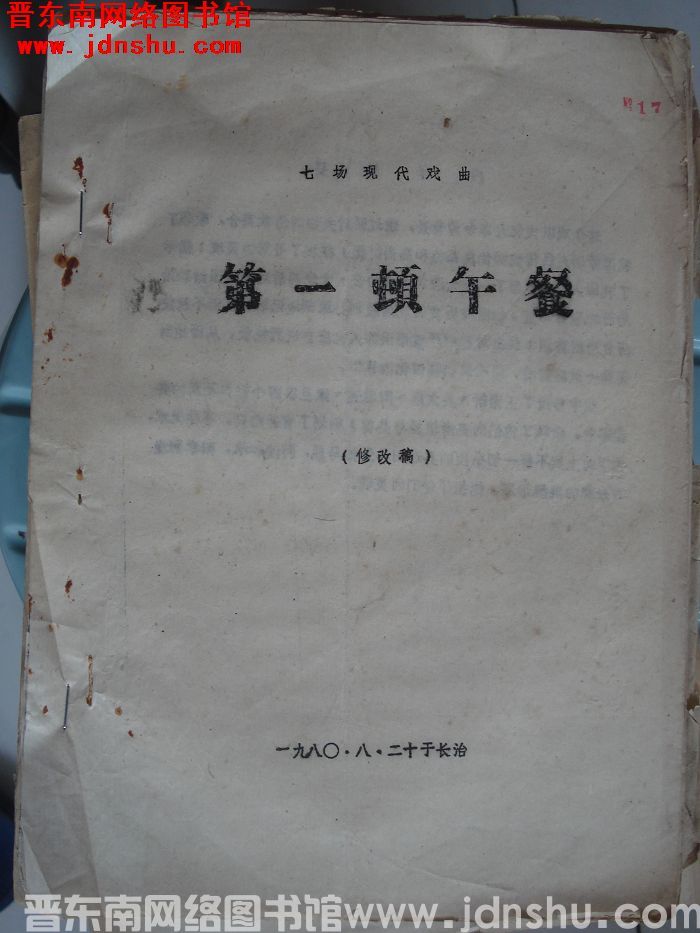 晋东南网络图书馆
www.jdnshu.com
№17
七场现代戏曲
第一顿午餐
(修改稿)
一九八〇·八·二十于长治
晋东南网络图书馆www.jdnshu.com